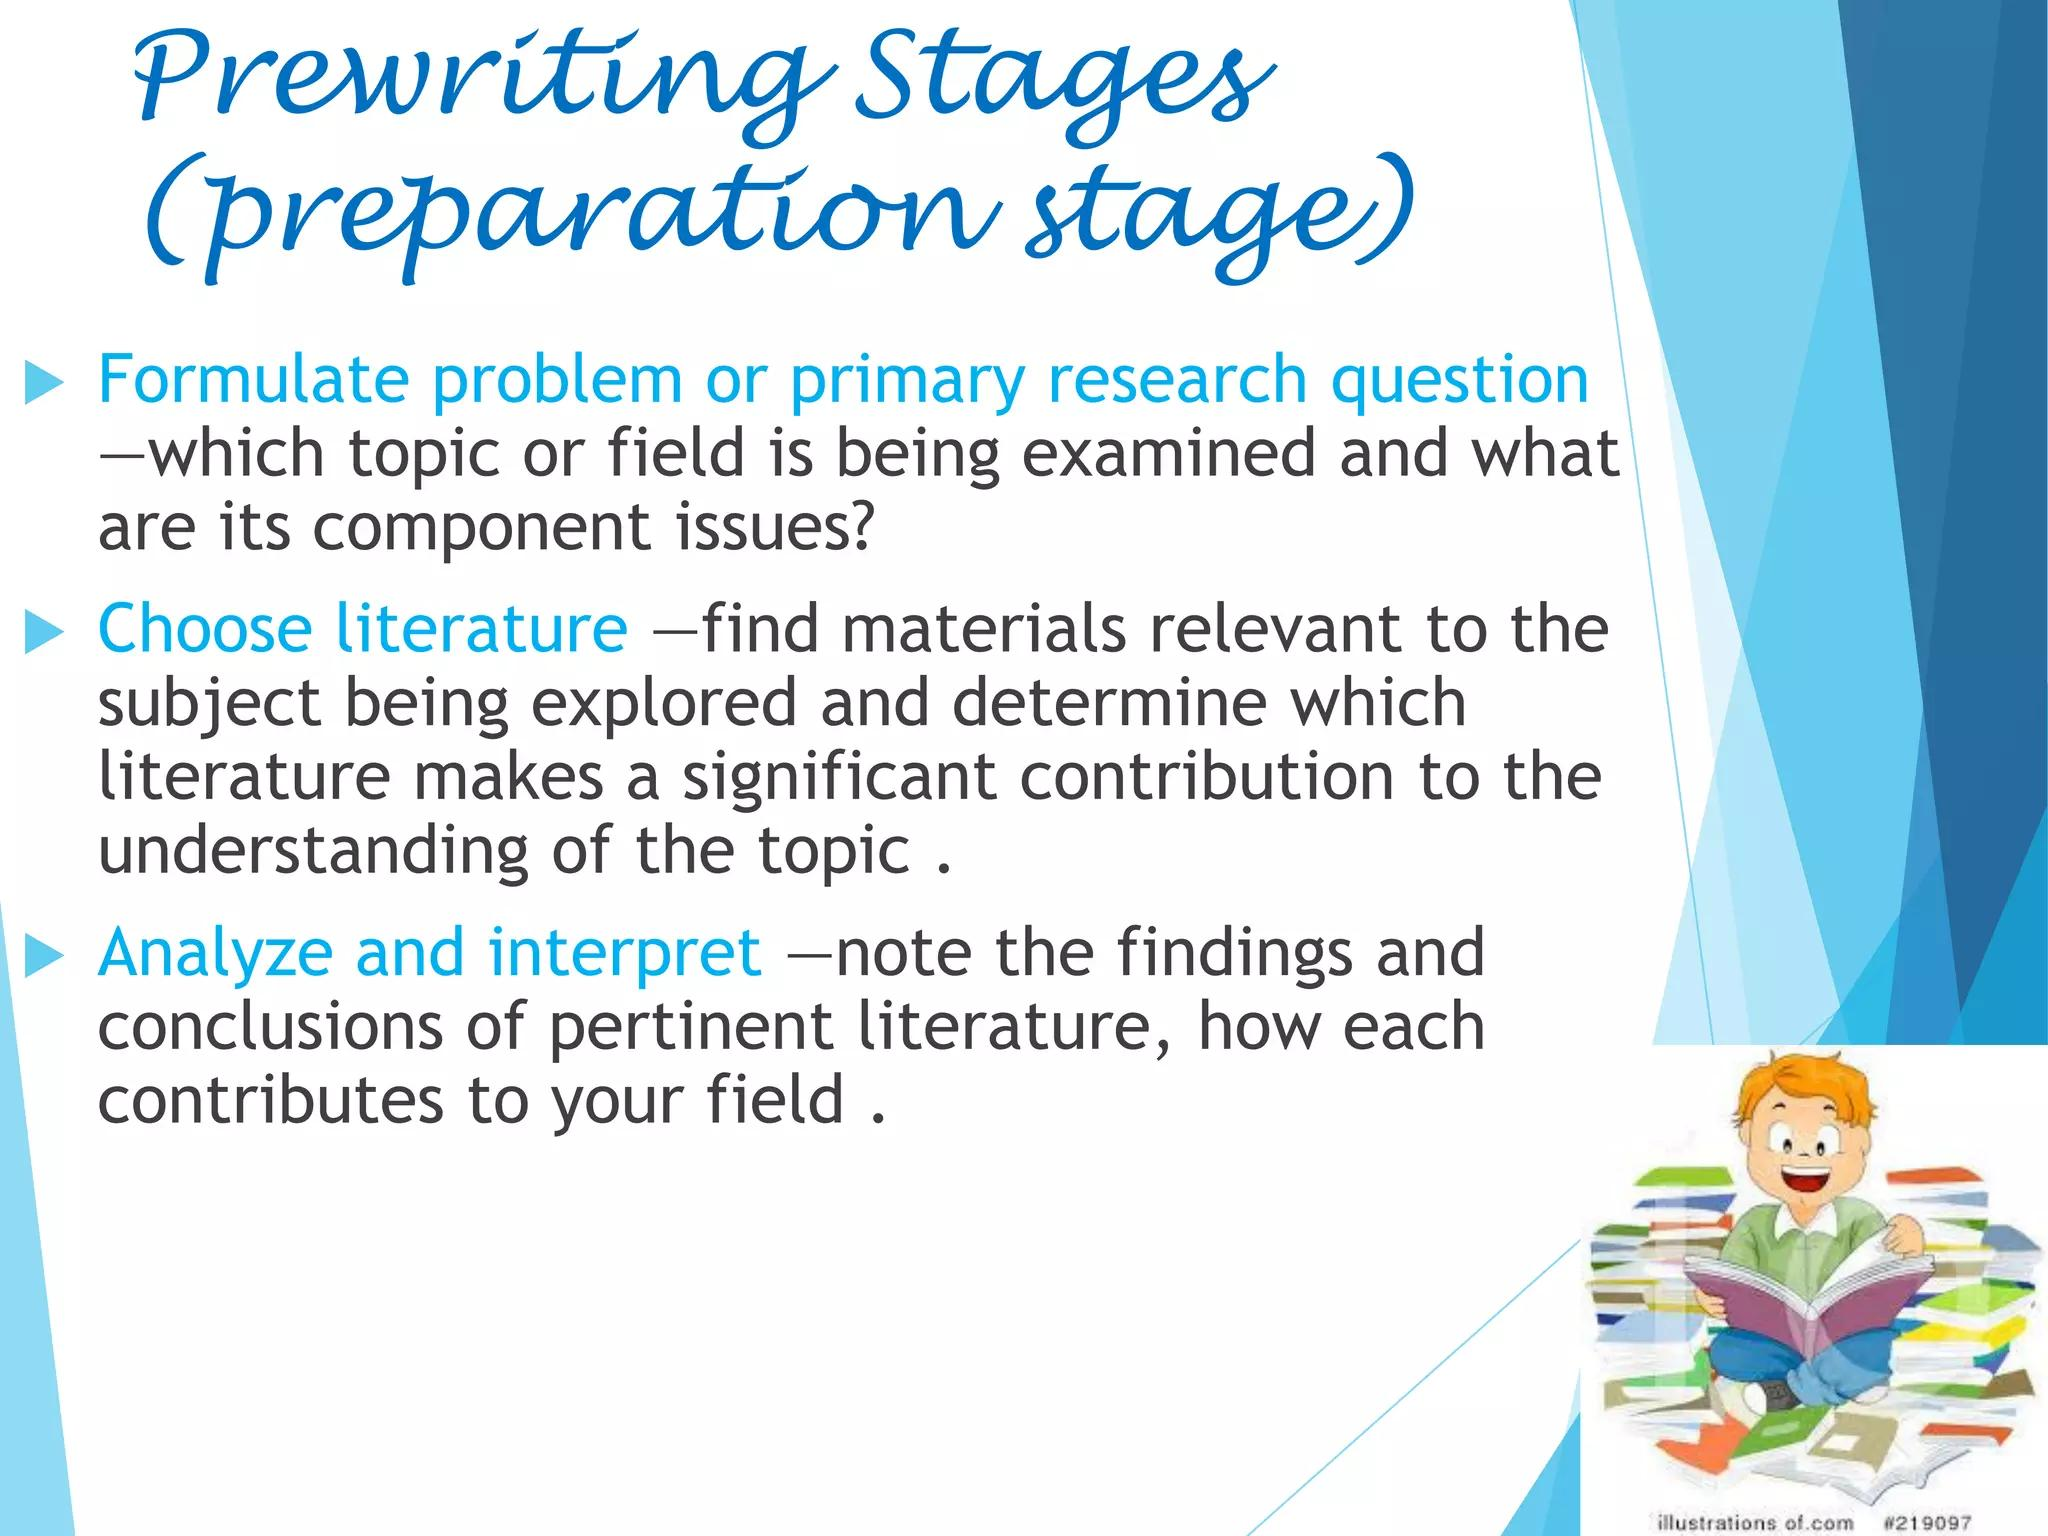 Prewriting Stages
(preparation stage)
Formulate problem or primary research question
—which topic or field is being examined and what
are its component issues?
Choose literature —find materials relevant to the
subject being explored and determine which
literature makes a significant contribution to the
understanding of the topic .
Analyze and interpret —note the findings and
conclusions of pertinent literature, how each
contributes to your field .
illustrations of.com #219097